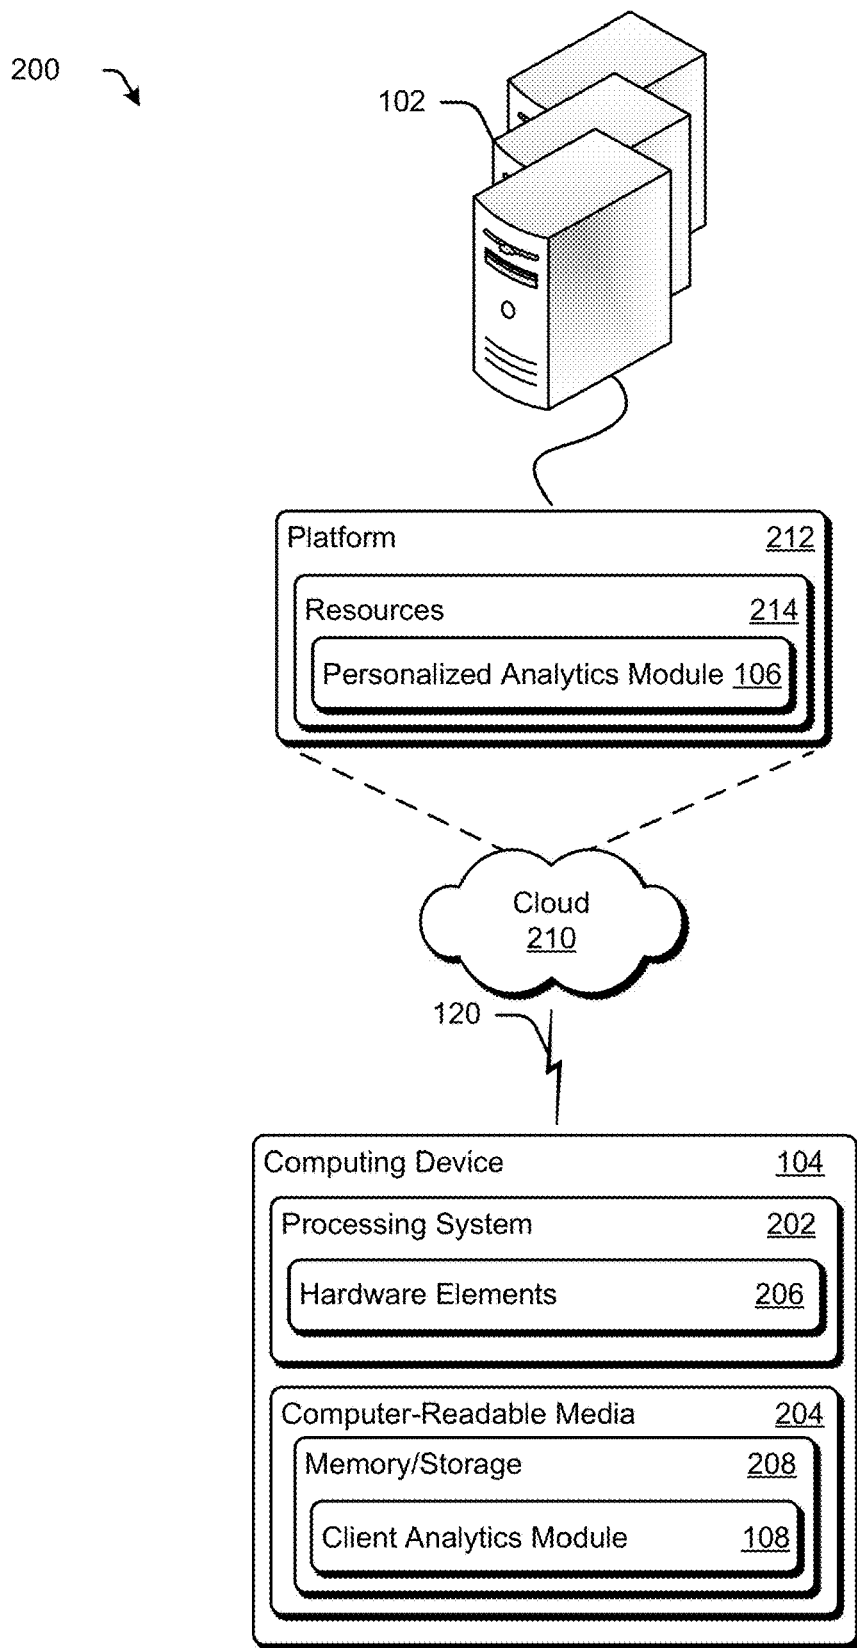 200
102
Platform 212
Resources 214
Personalized Analytics Module 106
Cloud
210
120
Computing Device 104
Processing System 202
Hardware Elements 206
Computer-Readable Media 204
Memory/Storage 208
Client Analytics Module 108